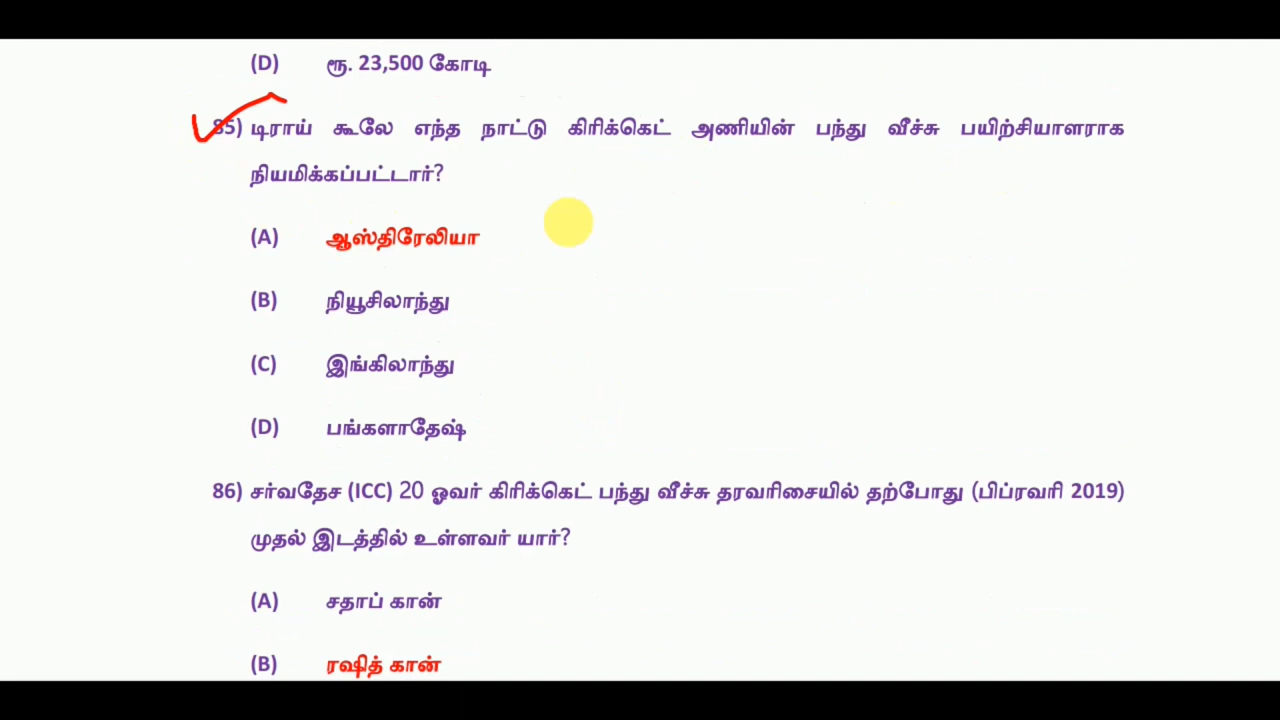 (D) ரூ. 23,500 கோடி
85) டிராய் கூலே எந்த நாட்டு கிரிக்கெட் அணியின் பந்து வீச்சு பயிற்சியாளராக
நியமிக்கப்பட்டார்?
(A) ஆஸ்திரேலியா
(B) நியூசிலாந்து
(C) இங்கிலாந்து
(D) பங்களாதேஷ்
86) சர்வதேச (ICC) 20 ஓவர் கிரிக்கெட் பந்து வீச்சு தரவரிசையில் தற்போது (பிப்ரவரி 2019)
முதல் இடத்தில் உள்ளவர் யார்?
(A) சதாப் கான்
(B) ரஷித் கான்